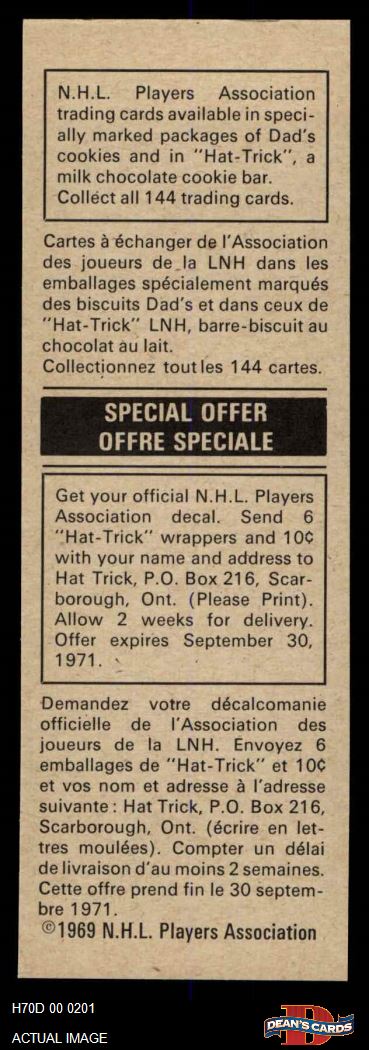 N.H.L. Players Association
trading cards available in speci-
ally marked packages of Dad's
cookies and in "Hat-Trick", a
milk chocolate cookie bar.
Collect all 144 trading cards.
Cartes à échanger de l'Association
des joueurs de la LNH dans les
emballages spécialement marqués
des biscuits Dad's et dans ceux de
"Hat-Trick" LNH, barre-biscuit au
chocolat au lait.
Collectionnez toutles 144 cartes.
SPECIAL OFFER
OFFRE SPECIALE
Get your official N.H.L. Players
Association decal. Send 6
"Hat-Trick" wrappers and 10¢
with your name and address to
Hat Trick, P.O. Box 216, Scar-
borough, Ont. (Please Print).
Allow 2 weeks for delivery.
Offer expires September 30,
1971.
Demandez votre décalcomanie
officielle de l'Association des
joueurs de la LNH. Envoyez 6
emballages de "Hat-Trick" et 10¢
et vos nom et adresse à l'adresse
suivante: Hat Trick, P.O. Box 216,
Scarborough, Ont. (écrire en let-
tres moulées). Compter un délai
de livraison d'au moins 2 semaines.
Cette offre prend fin le 30 septem-
bre 1971.
©1969 N.H.L. Players Association
H70D 00 0201
ACTUAL IMAGE
D
DEAN'S CARDS